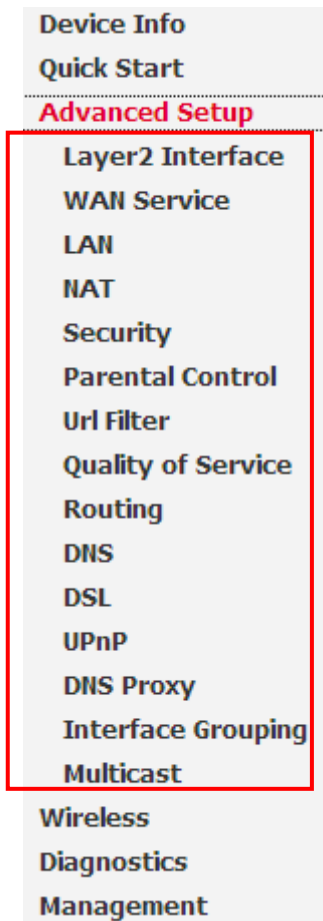 Device Info
Quick Start
Advanced Setup
Layer2 Interface
WAN Service
LAN
NAT
Security
Parental Control
Url Filter
Quality of Service
Routing
DNS
DSL
UPnP
DNS Proxy
Interface Grouping
Multicast
Wireless
Diagnostics
Management